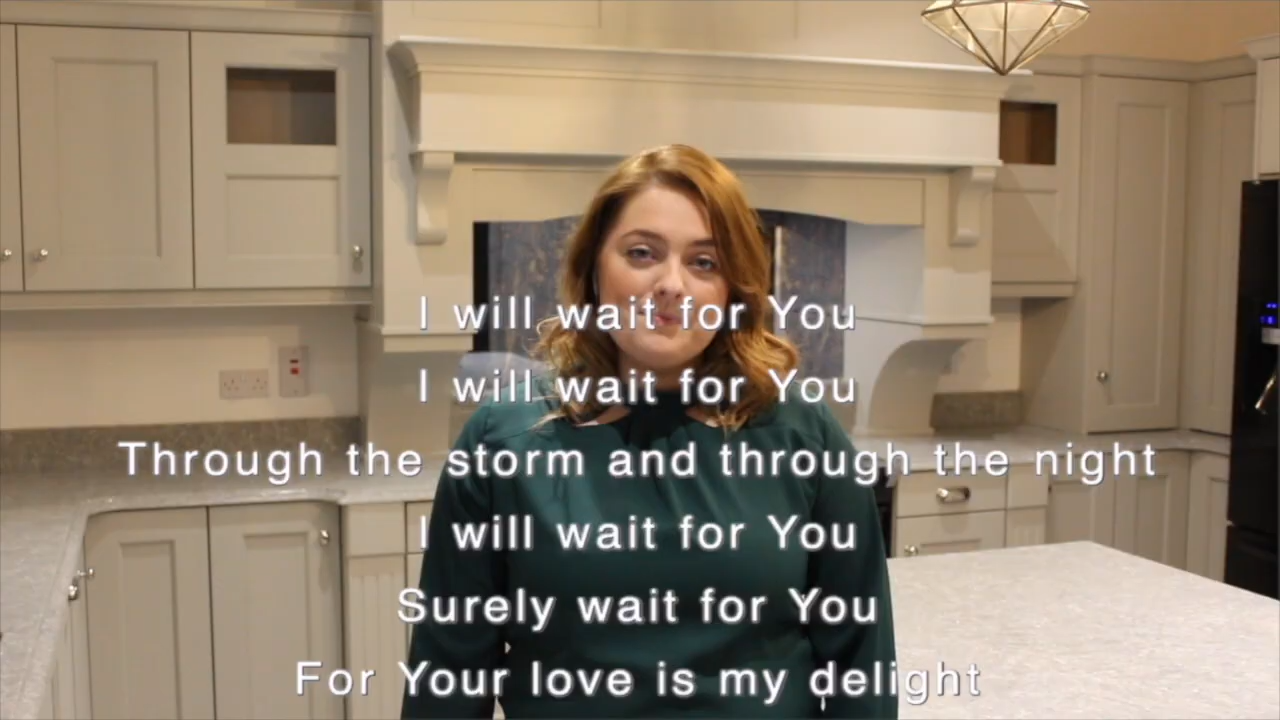 I will wait for You
I will wait for You
Through the storm and through the night
I will wait for You
Surely wait for You
For Your love is my delight